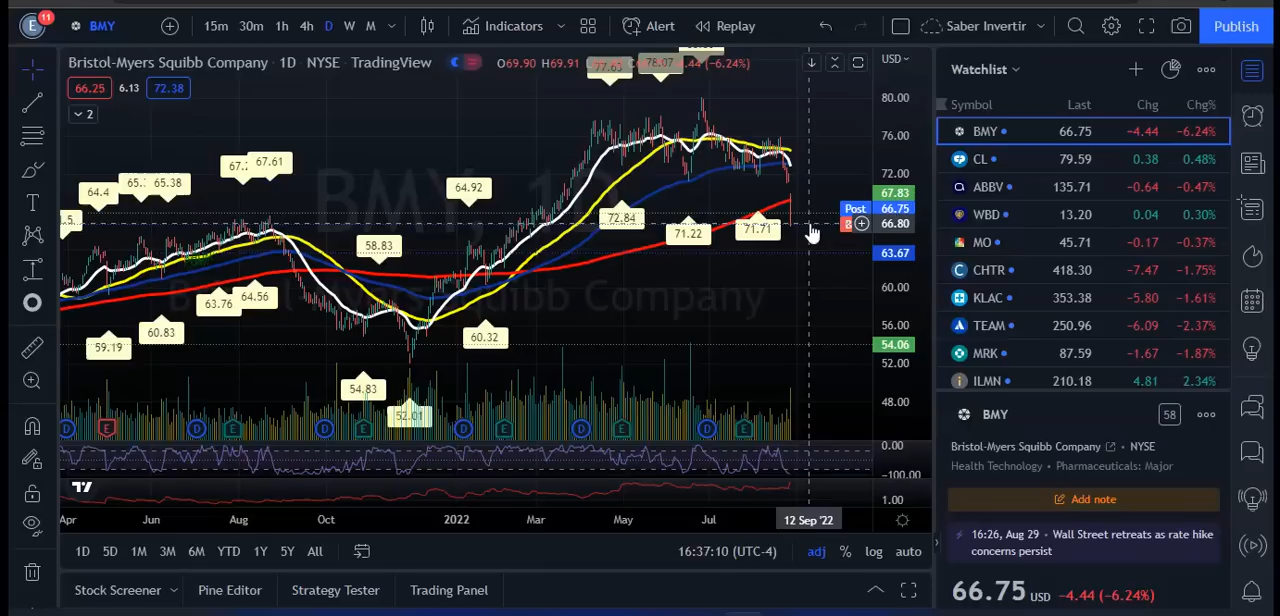 E 11 BMY 15m 30m 1h 4h D W M Indicators Alert Replay Saber Invertir Publish
Bristol-Myers Squibb Company · 1D · NYSE · TradingView O69.90 H69.91 -4.44 (-6.24%) USD
66.25 6.13 72.38
2
77.65 78.07
80.00
76.00
72.00
67.83
Post 66.75
66.80
63.67
60.00
56.00
54.06
52.00
48.00
0.00
-100.00
1.00
BMY, 1D
Bristol-Myers Squibb Company
64.4 65.38 67.61
64.92
58.83
72.84 71.22 71.71
63.76 64.56
59.19 60.83
60.32
54.83
52.01
D E D E D E D E D E D E
Apr Jun Aug Oct 2022 Mar May Jul 12 Sep '22
1D 5D 1M 3M 6M YTD 1Y 5Y All 16:37:10 (UTC-4) adj % log auto
Stock Screener Pine Editor Strategy Tester Trading Panel
Watchlist
Symbol Last Chg Chg%
BMY 66.75 -4.44 -6.24%
CL 79.59 0.38 0.48%
ABBV 135.71 -0.64 -0.47%
WBD 13.20 0.04 0.30%
MO 45.71 -0.17 -0.37%
CHTR 418.30 -7.47 -1.75%
KLAC 353.38 -5.80 -1.61%
TEAM 250.96 -6.09 -2.37%
MRK 87.59 -1.67 -1.87%
ILMN 210.18 4.81 2.34%
BMY 58
Bristol-Myers Squibb Company · NYSE
Health Technology · Pharmaceuticals: Major
Add note
16:26, Aug 29 · Wall Street retreats as rate hike
concerns persist
66.75 USD -4.44 (-6.24%)